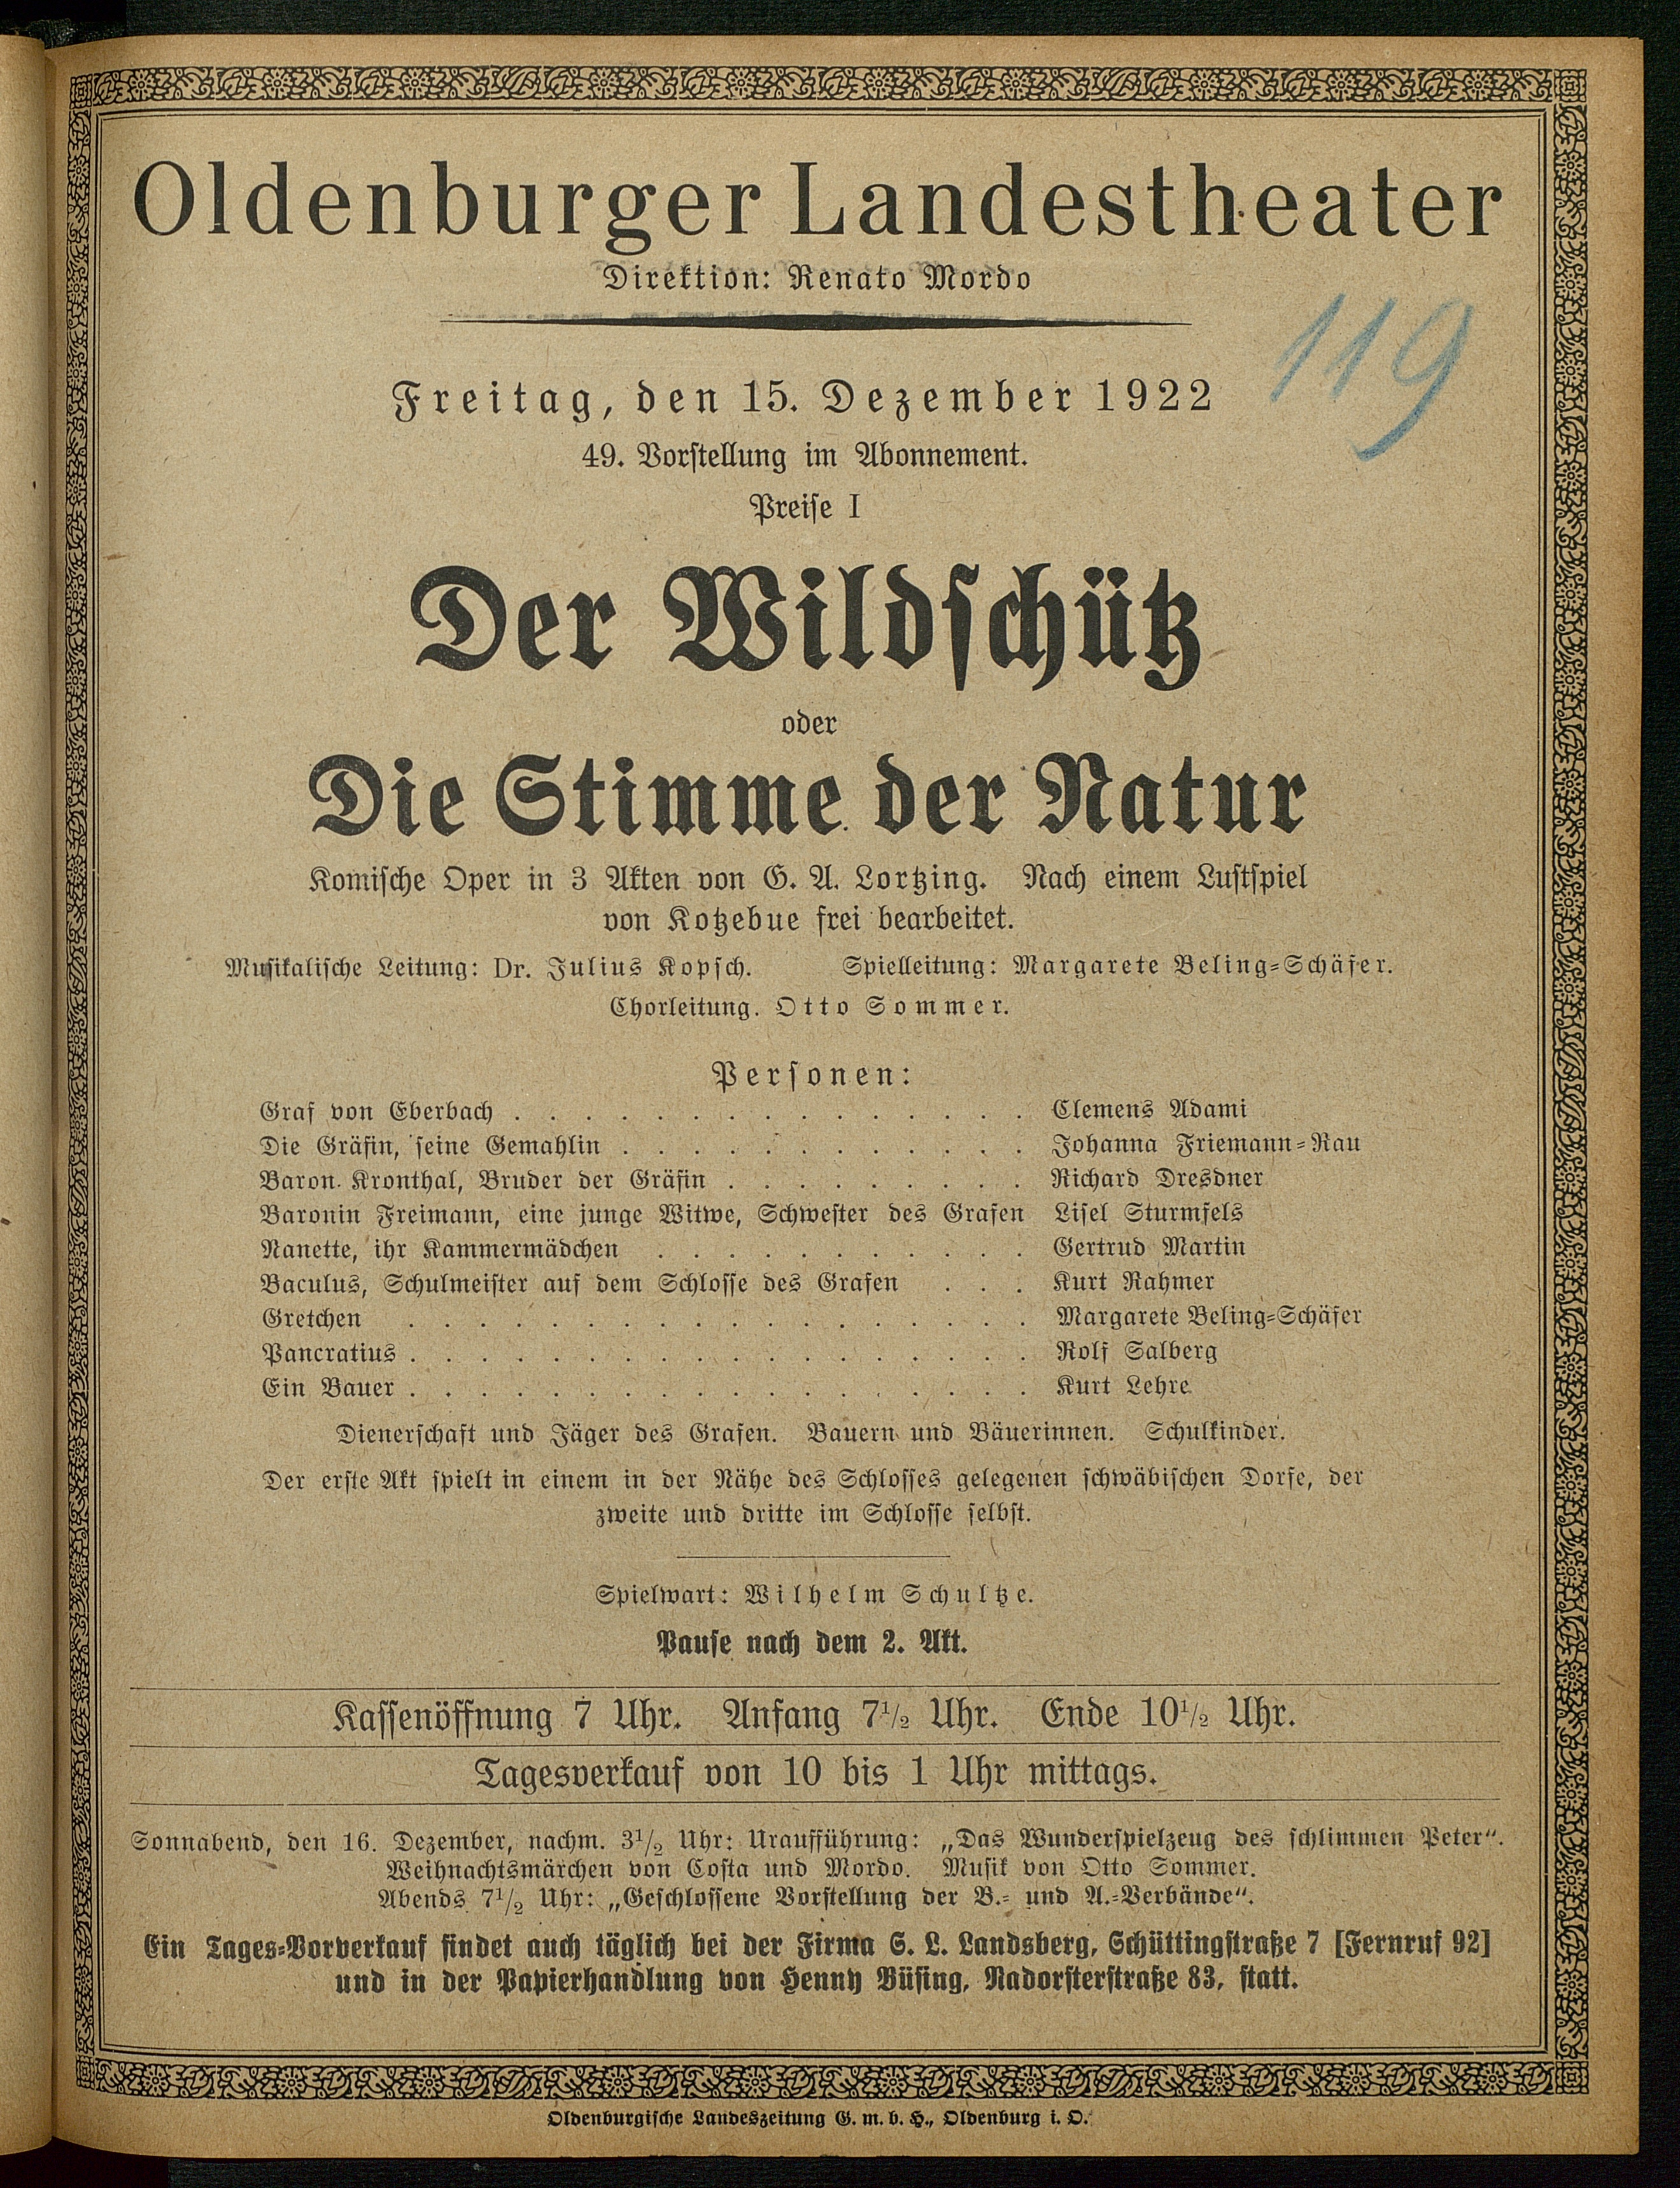 Oldenburger Landestheater
Direktion: Renato Mordo
119
Freitag, den 15. Dezember 1922
49. Vorstellung im Abonnement.
Preise I
Der Wildschütz
oder
Die Stimme der Natur
Komische Oper in 3 Akten von G. A. Lortzing. Nach einem Lustspiel
von Kotzebue frei bearbeitet.
Musikalische Leitung: Dr. Julius Kopsch. Spielleitung: Margarete Beling-Schäfer.
Chorleitung. Otto Sommer.
Personen:
Graf von Eberbach . . . . . . . . . . . . . . . Clemens Adami
Die Gräfin, seine Gemahlin . . . . . . . . . . . . Johanna Friemann-Rau
Baron Kronthal, Bruder der Gräfin . . . . . . . . . Richard Dresdner
Baronin Freimann, eine junge Witwe, Schwester des Grafen Lisel Sturmfels
Nanette, ihr Kammermädchen . . . . . . . . . . . Gertrud Martin
Baculus, Schulmeister auf dem Schlosse des Grafen . . . Kurt Rahmer
Gretchen . . . . . . . . . . . . . . . . . . Margarete Beling-Schäfer
Pancratius . . . . . . . . . . . . . . . . . . Rolf Salberg
Ein Bauer . . . . . . . . . . . . . . . . . . Kurt Lehre
Dienerschaft und Jäger des Grafen. Bauern und Bäuerinnen. Schulkinder.
Der erste Akt spielt in einem in der Nähe des Schlosses gelegenen schwäbischen Dorfe, der
zweite und dritte im Schlosse selbst.
Spielwart: Wilhelm Schultze.
Pause nach dem 2. Akt.
Kassenöffnung 7 Uhr. Anfang 7½ Uhr. Ende 10½ Uhr.
Tagesverkauf von 10 bis 1 Uhr mittags.
Sonnabend, den 16. Dezember, nachm. 3½ Uhr: Uraufführung: „Das Wunderspielzeug des schlimmen Peter“.
Weihnachtsmärchen von Costa und Mordo. Musik von Otto Sommer.
Abends 7½ Uhr: „Geschlossene Vorstellung der B.- und A.-Verbände“.
Ein Tages-Vorverkauf findet auch täglich bei der Firma S. L. Landsberg, Schüttingstraße 7 [Fernruf 92]
und in der Papierhandlung von Henny Büsing, Nadorsterstraße 83, statt.
Oldenburgische Landeszeitung G. m. b. H., Oldenburg i. O.